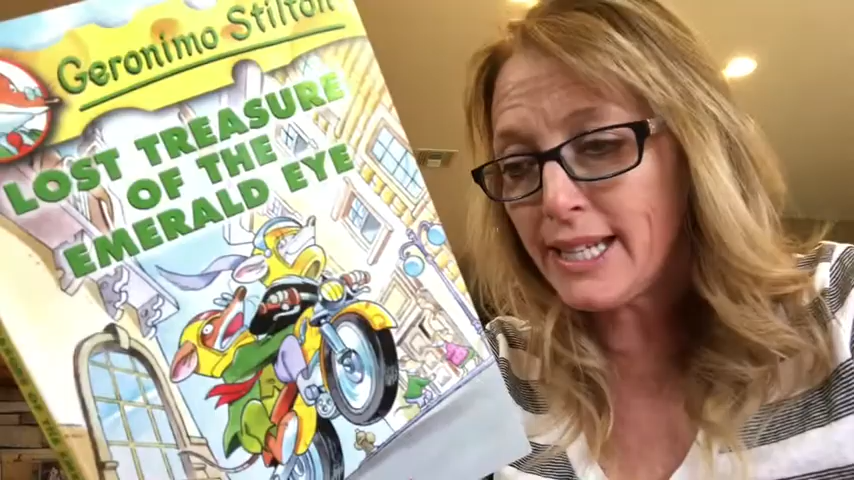 Geronimo Stilton
LOST TREASURE
OF THE
EMERALD EYE